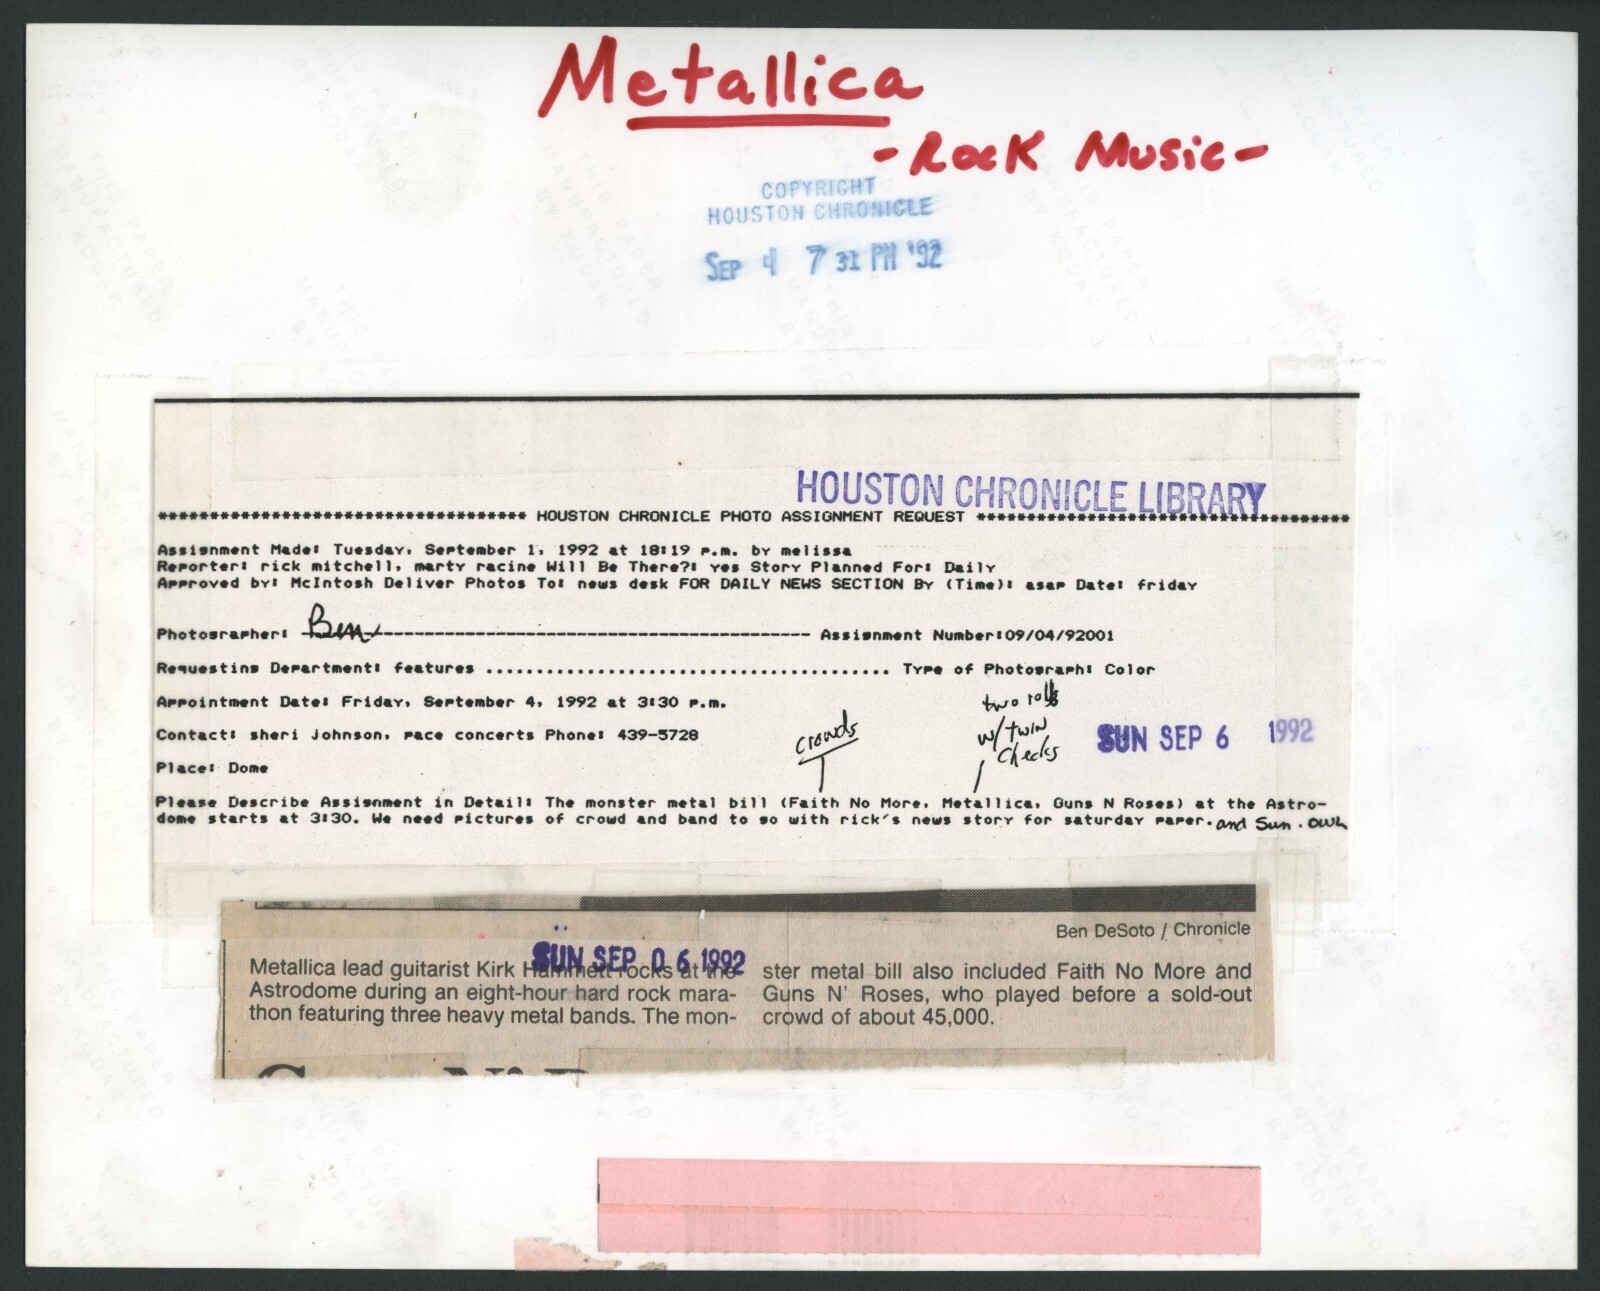 Metallica
- Rock Music -
COPYRIGHT
HOUSTON CHRONICLE
SEP 4 7 31 PM '92
HOUSTON CHRONICLE LIBRARY
************************************ HOUSTON CHRONICLE PHOTO ASSIGNMENT REQUEST ************************************
Assignment Made: Tuesday, September 1, 1992 at 18:19 p.m. by melissa
Reporter: rick mitchell, marty racine Will Be There?: yes Story Planned For: Daily
Approved by: McIntosh Deliver Photos To: news desk FOR DAILY NEWS SECTION By (Time): asap Date: friday
Photographer: Ben ------------------------------------------ Assignment Number:09/04/92001
Requesting Department: features ....................................... Type of Photograph: Color
Appointment Date: Friday, September 4, 1992 at 3:30 p.m.
two rolls
w/twin
checks
crowds
Contact: sheri johnson, pace concerts Phone: 439-5728
SUN SEP 6 1992
Place: Dome
Please Describe Assignment in Detail: The monster metal bill (Faith No More, Metallica, Guns N Roses) at the Astro-
dome starts at 3:30. We need pictures of crowd and band to go with rick's news story for saturday paper. and Sun.
Ben DeSoto / Chronicle
SUN SEP 0 6 1992
Metallica lead guitarist Kirk Hammett rocks at the
Astrodome during an eight-hour hard rock mara-
thon featuring three heavy metal bands. The mon-
ster metal bill also included Faith No More and
Guns N' Roses, who played before a sold-out
crowd of about 45,000.
THIS PAPER
MANUFACTURED
BY KODAK